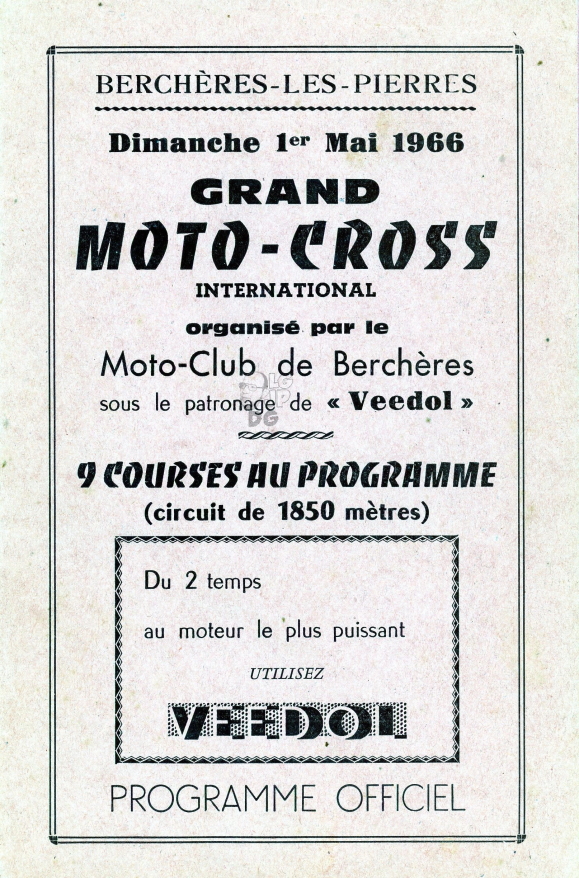 BERCHÈRES-LES-PIERRES
Dimanche 1er Mai 1966
GRAND
MOTO-CROSS
INTERNATIONAL
organisé par le
Moto-Club de Berchères
sous le patronage de « Veedol »
9 COURSES AU PROGRAMME
(circuit de 1850 mètres)
Du 2 temps
au moteur le plus puissant
UTILISEZ
VEEDOL
PROGRAMME OFFICIEL